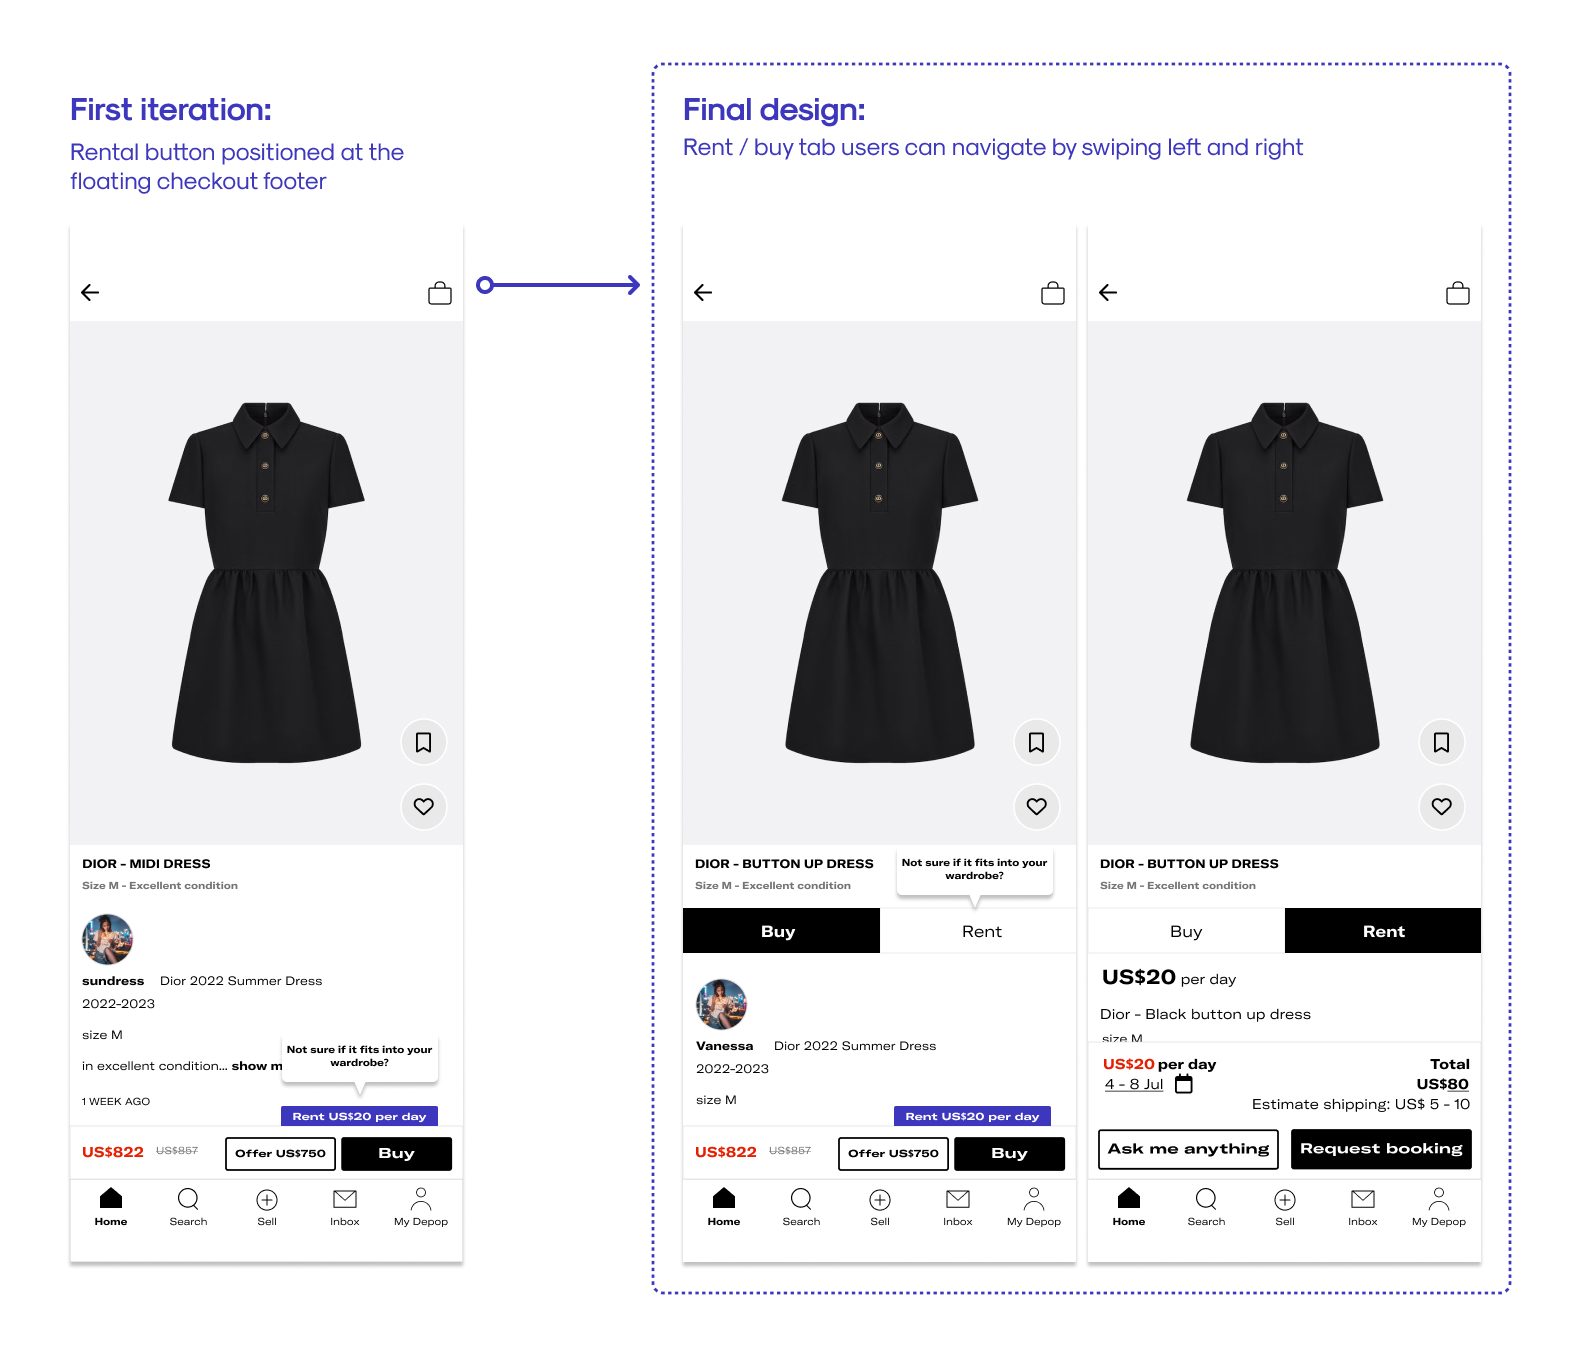 First iteration:
Rental button positioned at the
floating checkout footer
DIOR - MIDI DRESS
Size M - Excellent condition
sundress Dior 2022 Summer Dress
2022-2023
size M
Not sure if it fits into your
wardrobe?
in excellent condition... show m
1 WEEK AGO
Rent US$20 per day
US$822 US$857 Offer US$750 Buy
Home Search Sell Inbox My Depop
Final design:
Rent / buy tab users can navigate by swiping left and right
DIOR - BUTTON UP DRESS
Size M - Excellent condition
Not sure if it fits into your
wardrobe?
Buy Rent
Vanessa Dior 2022 Summer Dress
2022-2023
size M
Rent US$20 per day
US$822 US$857 Offer US$750 Buy
Home Search Sell Inbox My Depop
DIOR - BUTTON UP DRESS
Size M - Excellent condition
Buy Rent
US$20 per day
Dior - Black button up dress
size M
US$20 per day Total
4 - 8 Jul US$80
Estimate shipping: US$ 5 - 10
Ask me anything Request booking
Home Search Sell Inbox My Depop